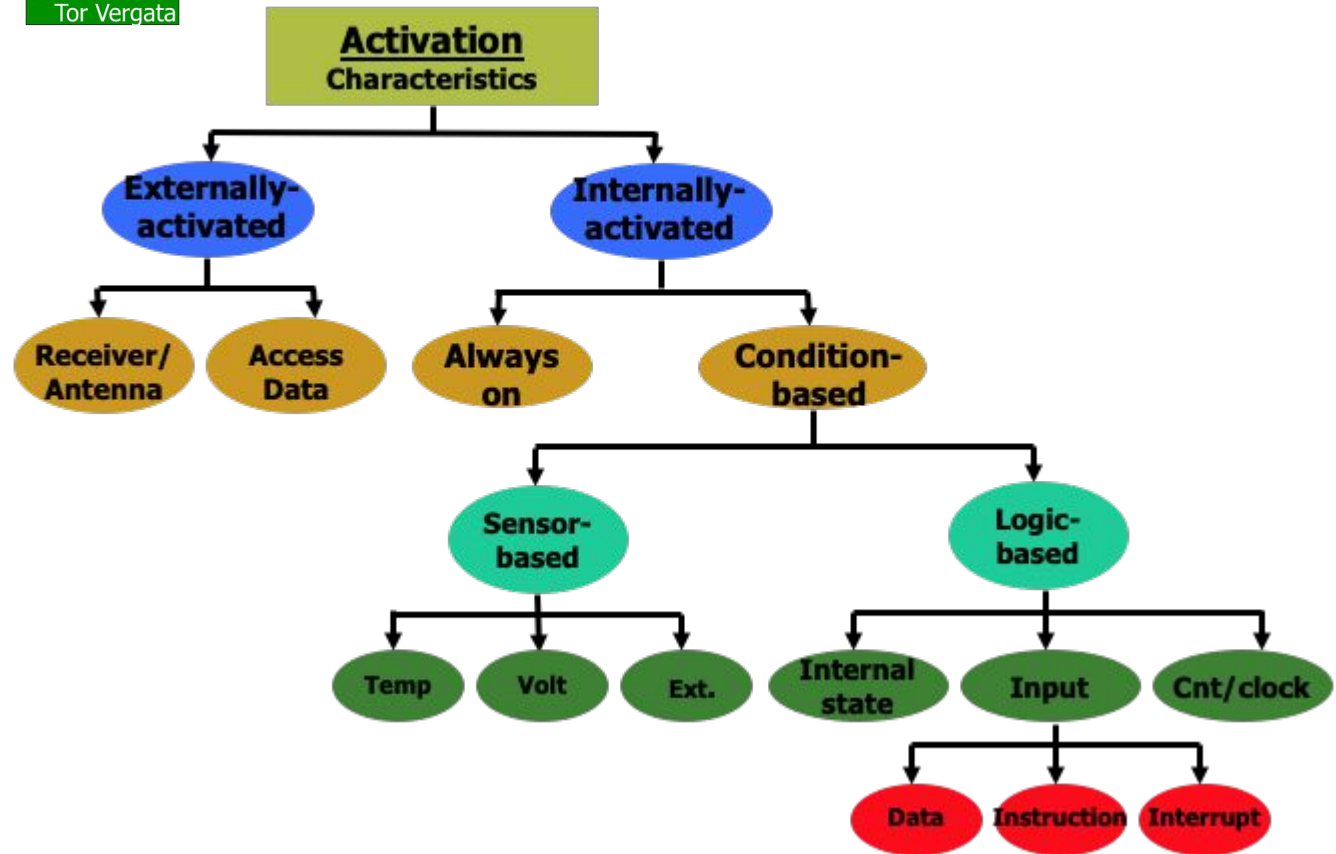 Tor Vergata
Activation
Characteristics
Externally-
activated
Internally-
activated
Receiver/
Antenna
Access
Data
Always
on
Condition-
based
Sensor-
based
Logic-
based
Temp
Volt
Ext.
Internal
state
Input
Cnt/clock
Data
Instruction
Interrupt